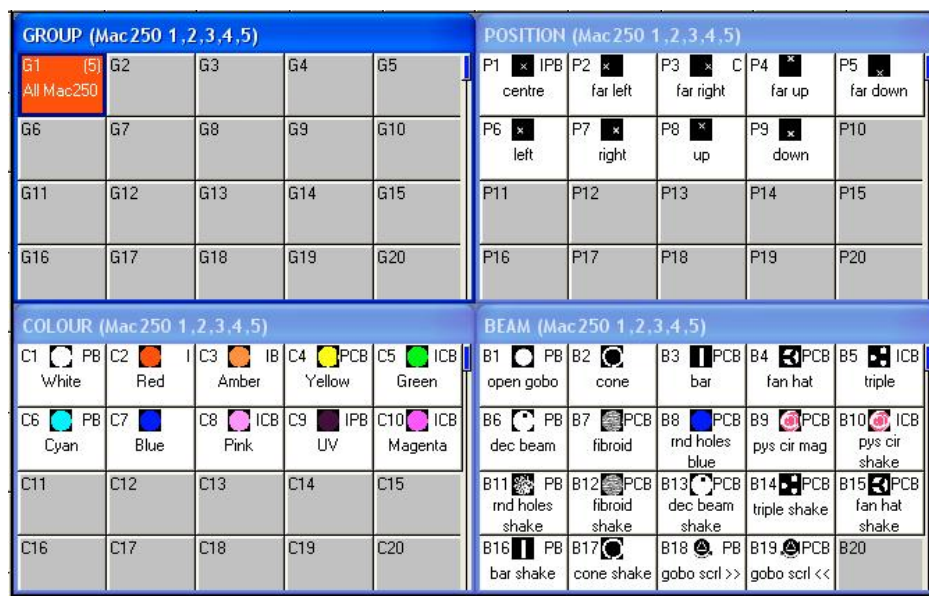 GROUP (Mac250 1,2,3,4,5)
G1 (5) G2 G3 G4 G5
All Mac250
G6 G7 G8 G9 G10
G11 G12 G13 G14 G15
G16 G17 G18 G19 G20
POSITION (Mac250 1,2,3,4,5)
P1 IPB P2 P3 C P4 P5
centre far left far right far up far down
P6 P7 P8 P9 P10
left right up down
P11 P12 P13 P14 P15
P16 P17 P18 P19 P20
COLOUR (Mac250 1,2,3,4,5)
C1 PB C2 I C3 IB C4 PCB C5 ICB
White Red Amber Yellow Green
C6 PB C7 C8 ICB C9 IPB C10 ICB
Cyan Blue Pink UV Magenta
C11 C12 C13 C14 C15
C16 C17 C18 C19 C20
BEAM (Mac250 1,2,3,4,5)
B1 PB B2 B3 PCB B4 PCB B5 ICB
open gobo cone bar fan hat triple
B6 PB B7 PCB B8 PCB B9 PCB B10 ICB
dec beam fibroid rnd holes pys cir mag pys cir
blue shake
B11 PB B12 PCB B13 PCB B14 PCB B15 PCB
rnd holes fibroid dec beam triple shake fan hat
shake shake shake shake
B16 PB B17 B18 PB B19 PCB B20
bar shake cone shake gobo scrl >> gobo scrl <<